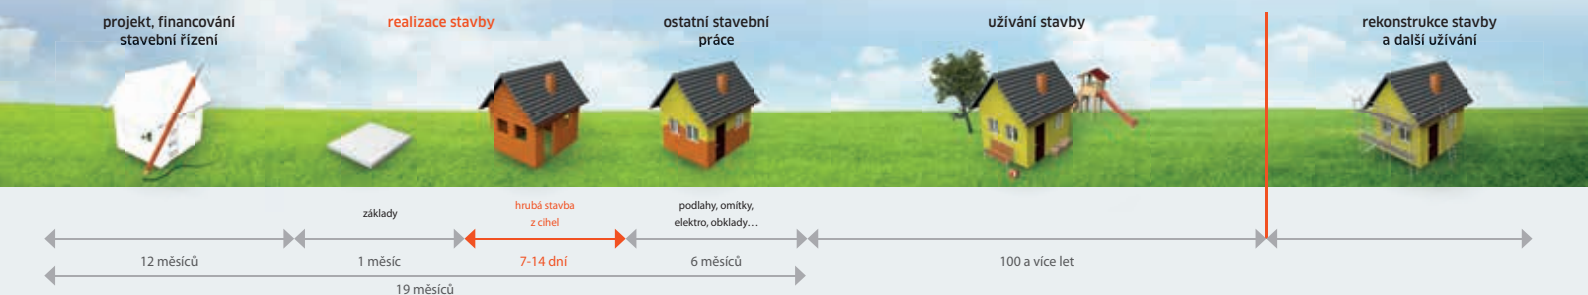 projekt, financování
stavební řízení
realizace stavby
ostatní stavební
práce
užívání stavby
rekonstrukce stavby
a další užívání
základy
hrubá stavba
z cihel
podlahy, omítky,
elektro, obklady...
12 měsíců
1 měsíc
7-14 dní
6 měsíců
100 a více let
19 měsíců